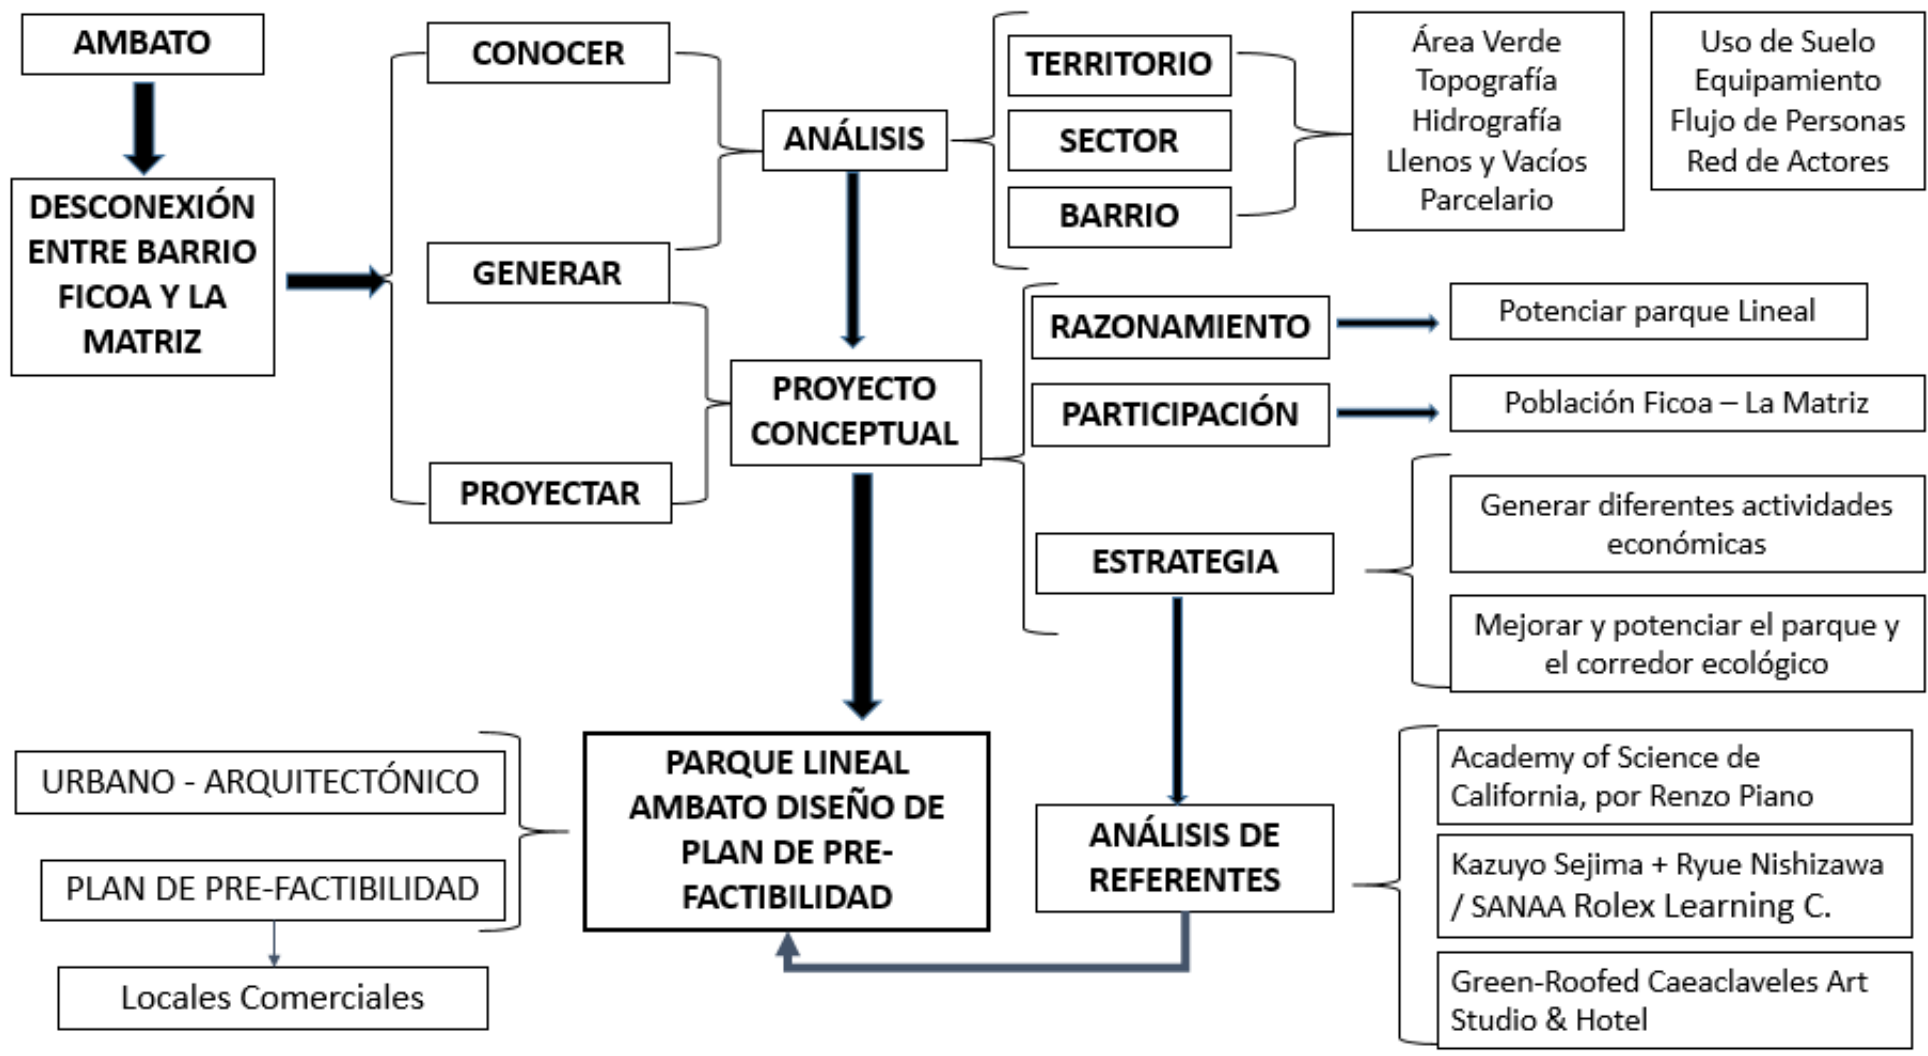 AMBATO
DESCONEXIÓN
ENTRE BARRIO
FICOA Y LA
MATRIZ
CONOCER
GENERAR
PROYECTAR
ANÁLISIS
TERRITORIO
SECTOR
BARRIO
Área Verde
Topografía
Hidrografía
Llenos y Vacíos
Parcelario
Uso de Suelo
Equipamiento
Flujo de Personas
Red de Actores
PROYECTO
CONCEPTUAL
RAZONAMIENTO
Potenciar parque Lineal
PARTICIPACIÓN
Población Ficoa – La Matriz
ESTRATEGIA
Generar diferentes actividades
económicas
Mejorar y potenciar el parque y
el corredor ecológico
URBANO - ARQUITECTÓNICO
PLAN DE PRE-FACTIBILIDAD
Locales Comerciales
PARQUE LINEAL
AMBATO DISEÑO DE
PLAN DE PRE-
FACTIBILIDAD
ANÁLISIS DE
REFERENTES
Academy of Science de
California, por Renzo Piano
Kazuyo Sejima + Ryue Nishizawa
/ SANAA Rolex Learning C.
Green-Roofed Caeaclaveles Art
Studio & Hotel